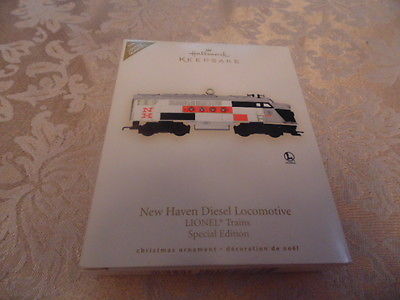 Hallmark
KEEPSAKE
New Haven Diesel Locomotive
LIONEL® Trains
Special Edition
christmas ornament • décoration de noël